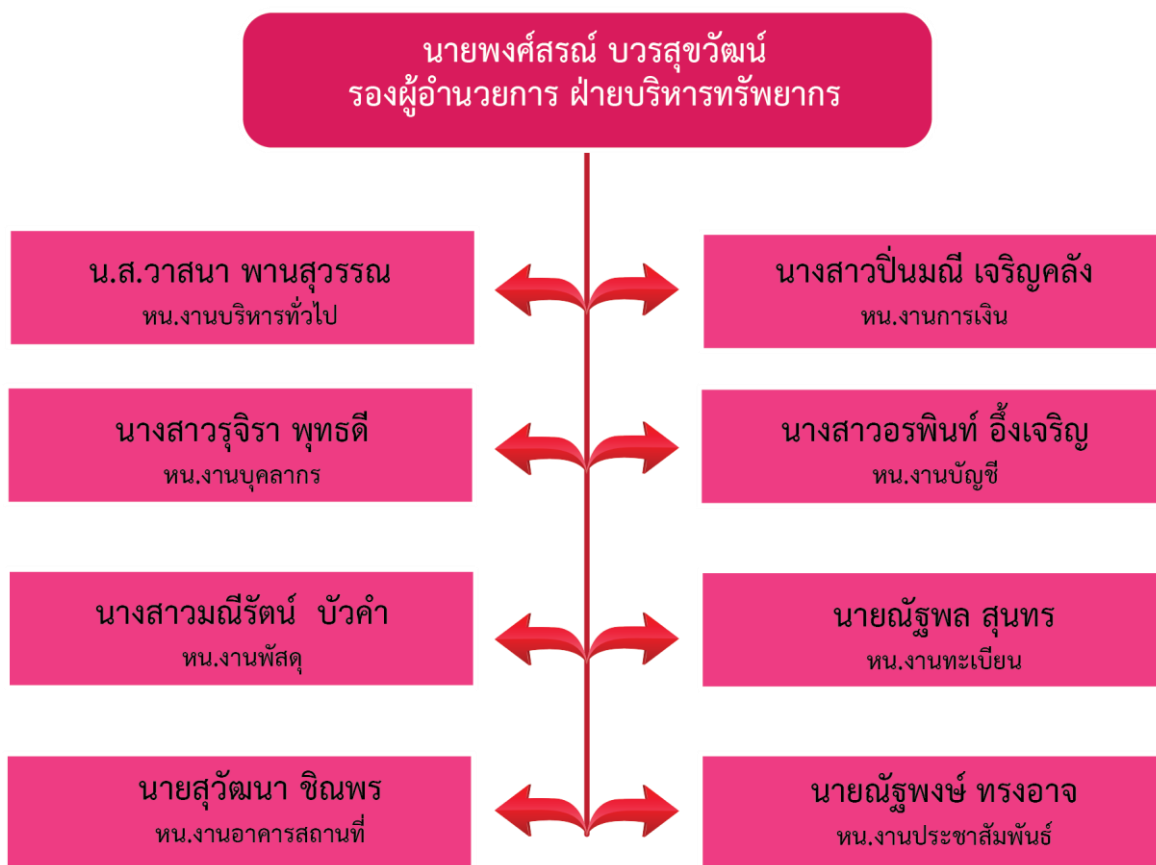 นายพงศ์สรณ์ บวรสุขวัฒน์
รองผู้อำนวยการ ฝ่ายบริหารทรัพยากร
น.ส.วาสนา พานสุวรรณ
หน.งานบริหารทั่วไป
นางสาวปิ่นมณี เจริญคลัง
หน.งานการเงิน
นางสาวรุจิรา พุทธดี
หน.งานบุคลากร
นางสาวอรพินท์ อึ้งเจริญ
หน.งานบัญชี
นางสาวมณีรัตน์ บัวคำ
หน.งานพัสดุ
นายณัฐพล สุนทร
หน.งานทะเบียน
นายสุวัฒนา ชิณพร
หน.งานอาคารสถานที่
นายณัฐพงษ์ ทรงอาจ
หน.งานประชาสัมพันธ์